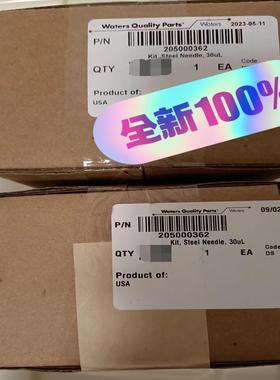 Waters Quality Parts™ Waters 2023-05-11
P/N 205000362
Kit, Steel Needle, 30uL
QTY 1 EA Code
Product of:
USA
全新100%
Waters Quality Parts™ Waters 09/02
P/N 205000362
Kit, Steel Needle, 30uL
QTY 1 EA Code
DS
Product of:
USA